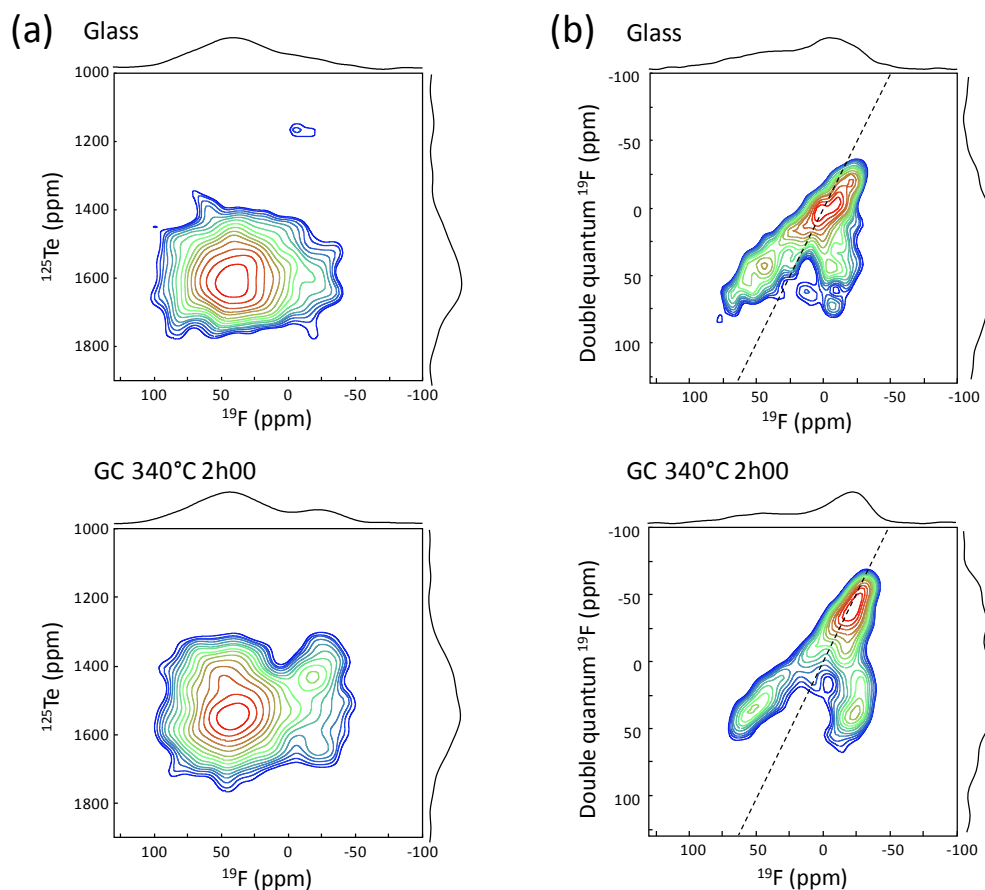 (a)
Glass
1000
1200
1400
1600
1800
¹²⁵Te (ppm)
100 50 0 -50 -100
¹⁹F (ppm)
(b)
Glass
-100
-50
0
50
100
Double quantum ¹⁹F (ppm)
100 50 0 -50 -100
¹⁹F (ppm)
GC 340°C 2h00
1000
1200
1400
1600
1800
¹²⁵Te (ppm)
100 50 0 -50 -100
¹⁹F (ppm)
GC 340°C 2h00
-100
-50
0
50
100
Double quantum ¹⁹F (ppm)
100 50 0 -50 -100
¹⁹F (ppm)